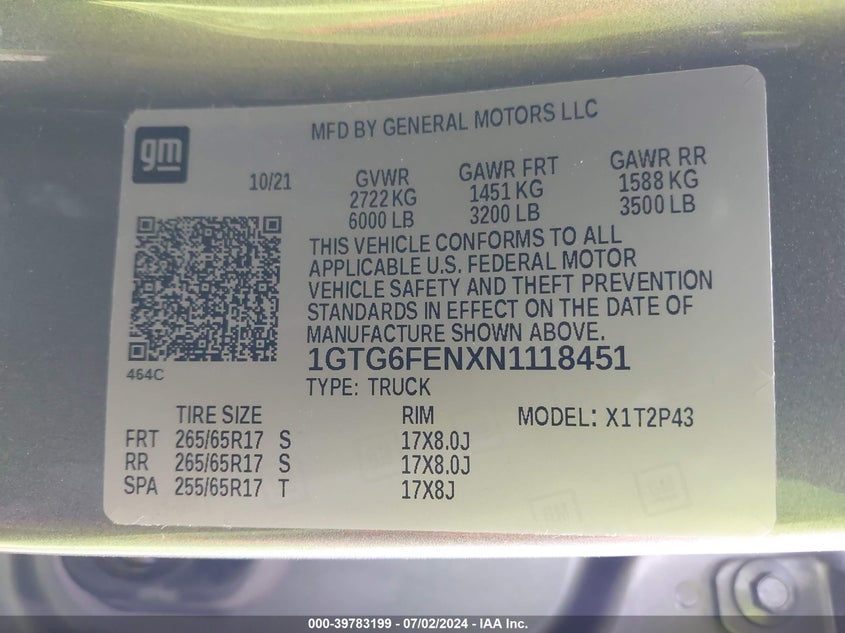 gm
MFD BY GENERAL MOTORS LLC
10/21
GVWR
2722 KG
6000 LB
GAWR FRT
1451 KG
3200 LB
GAWR RR
1588 KG
3500 LB
THIS VEHICLE CONFORMS TO ALL
APPLICABLE U.S. FEDERAL MOTOR
VEHICLE SAFETY AND THEFT PREVENTION
STANDARDS IN EFFECT ON THE DATE OF
MANUFACTURE SHOWN ABOVE.
464C
1GTG6FENXN1118451
TYPE: TRUCK
TIRE SIZE RIM MODEL: X1T2P43
FRT 265/65R17 S 17X8.0J
RR 265/65R17 S 17X8.0J
SPA 255/65R17 T 17X8J
GM
GM
000-39783199 - 07/02/2024 - IAA Inc.